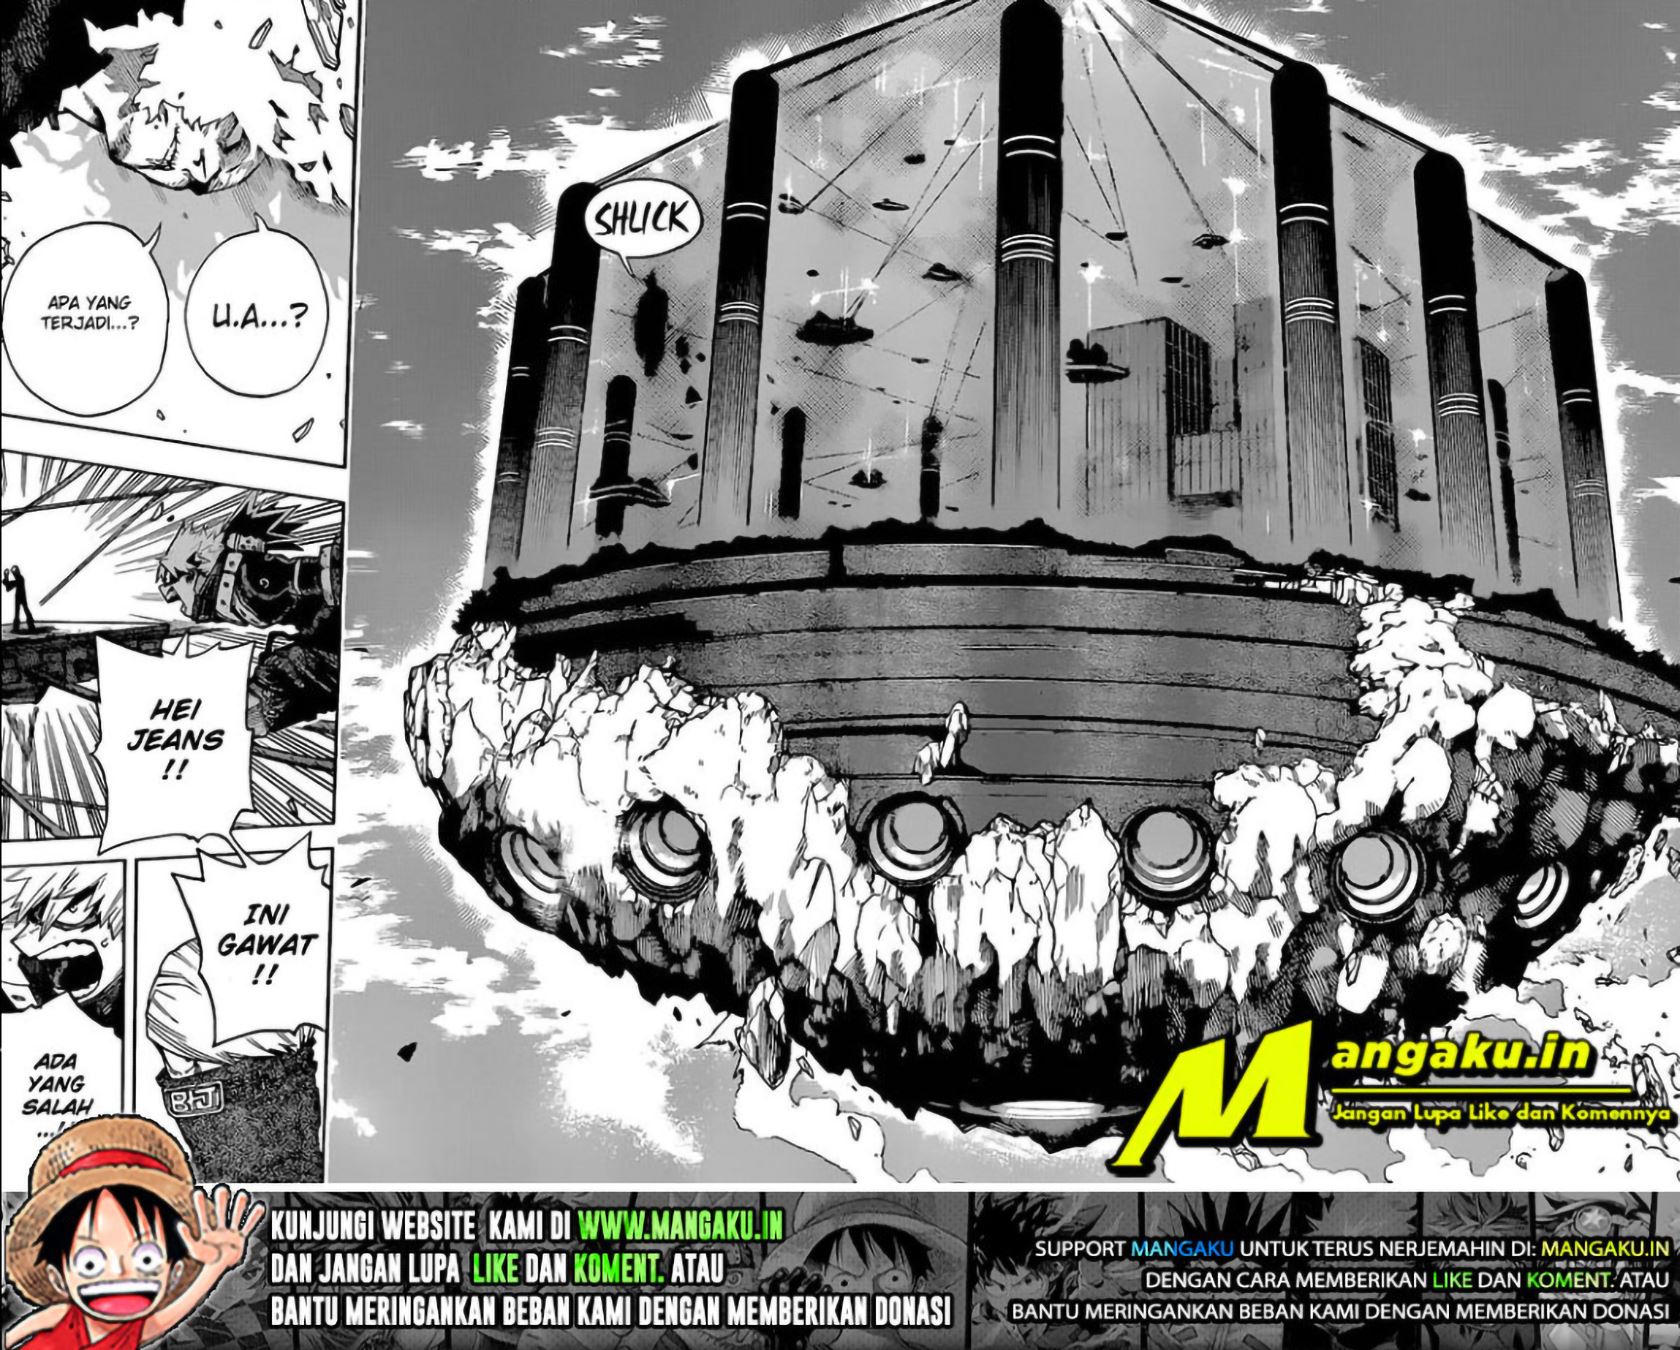 SHLICK
U.A...?
APA YANG
TERJADI...?
HEI
JEANS
!!
INI
GAWAT
!!
BJ
ADA
YANG
SALAH
M
angaku.in
Jangan Lupa Like dan Komennya
KUNJUNGI WEBSITE KAMI DI WWW.MANGAKU.IN
DAN JANGAN LUPA LIKE DAN KOMENT. ATAU
BANTU MERINGANKAN BEBAN KAMI DENGAN MEMBERIKAN DONASI
SUPPORT MANGAKU UNTUK TERUS NERJEMAHIN DI: MANGAKU.IN
DENGAN CARA MEMBERIKAN LIKE DAN KOMENT. ATAU
BANTU MERINGANKAN BEBAN KAMI DENGAN MEMBERIKAN DONASI